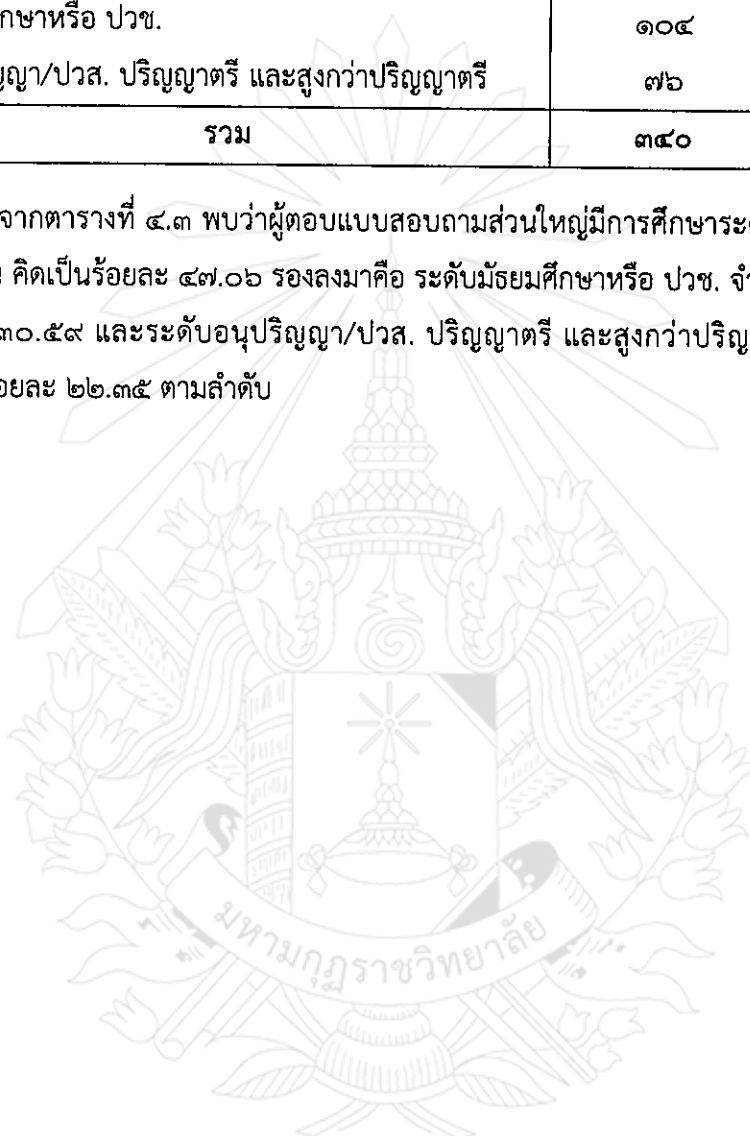 กษาหรือ ปวช. ๑๐๔
ญญา/ปวส. ปริญญาตรี และสูงกว่าปริญญาตรี ๗๖
รวม ๓๔๐
จากตารางที่ ๔.๓ พบว่าผู้ตอบแบบสอบถามส่วนใหญ่มีการศึกษาระ
คิดเป็นร้อยละ ๔๗.๐๖ รองลงมาคือ ระดับมัธยมศึกษาหรือ ปวช. จำ
๓๐.๕๙ และระดับอนุปริญญา/ปวส. ปริญญาตรี และสูงกว่าปริญ
อยละ ๒๒.๓๕ ตามลำดับ
มหามกุฏราชวิทยาลัย